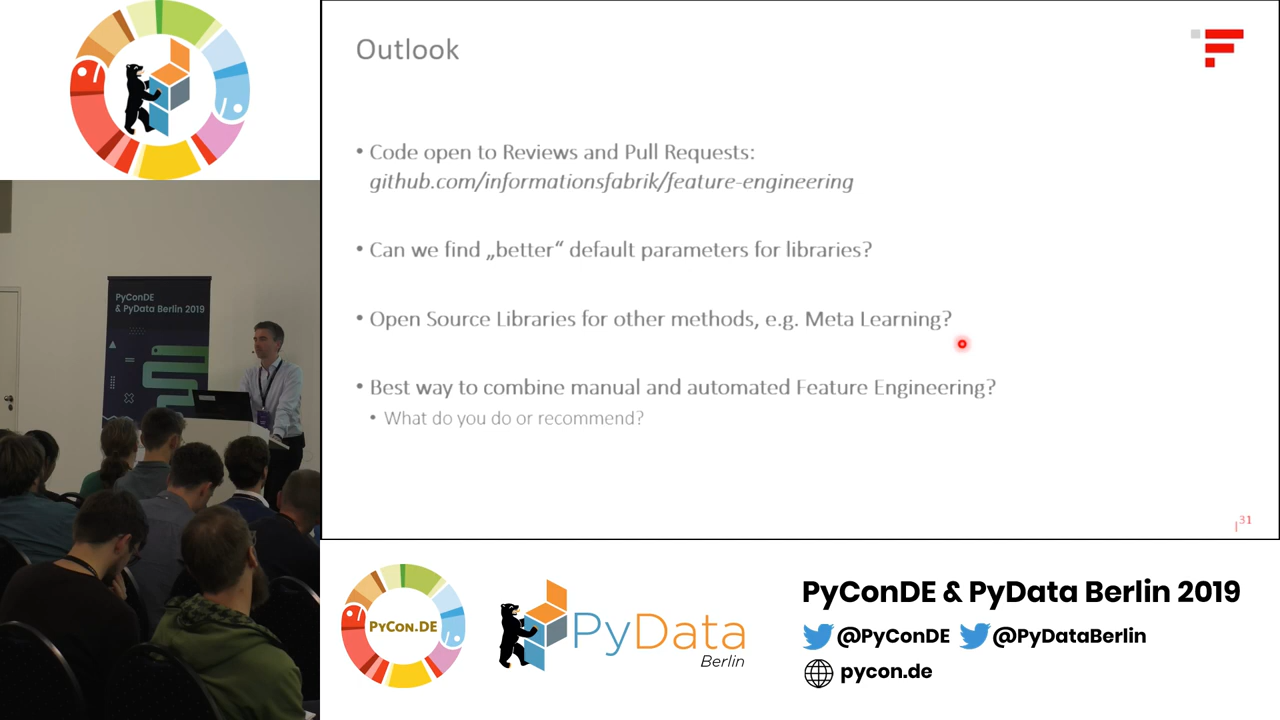 Outlook
• Code open to Reviews and Pull Requests:
github.com/informationsfabrik/feature-engineering
• Can we find „better“ default parameters for libraries?
• Open Source Libraries for other methods, e.g. Meta Learning?
• Best way to combine manual and automated Feature Engineering?
• What do you do or recommend?
| 31
PyConDE
& PyData Berlin 2019
PYCON.DE
PyData
Berlin
PyConDE & PyData Berlin 2019
@PyConDE @PyDataBerlin
pycon.de